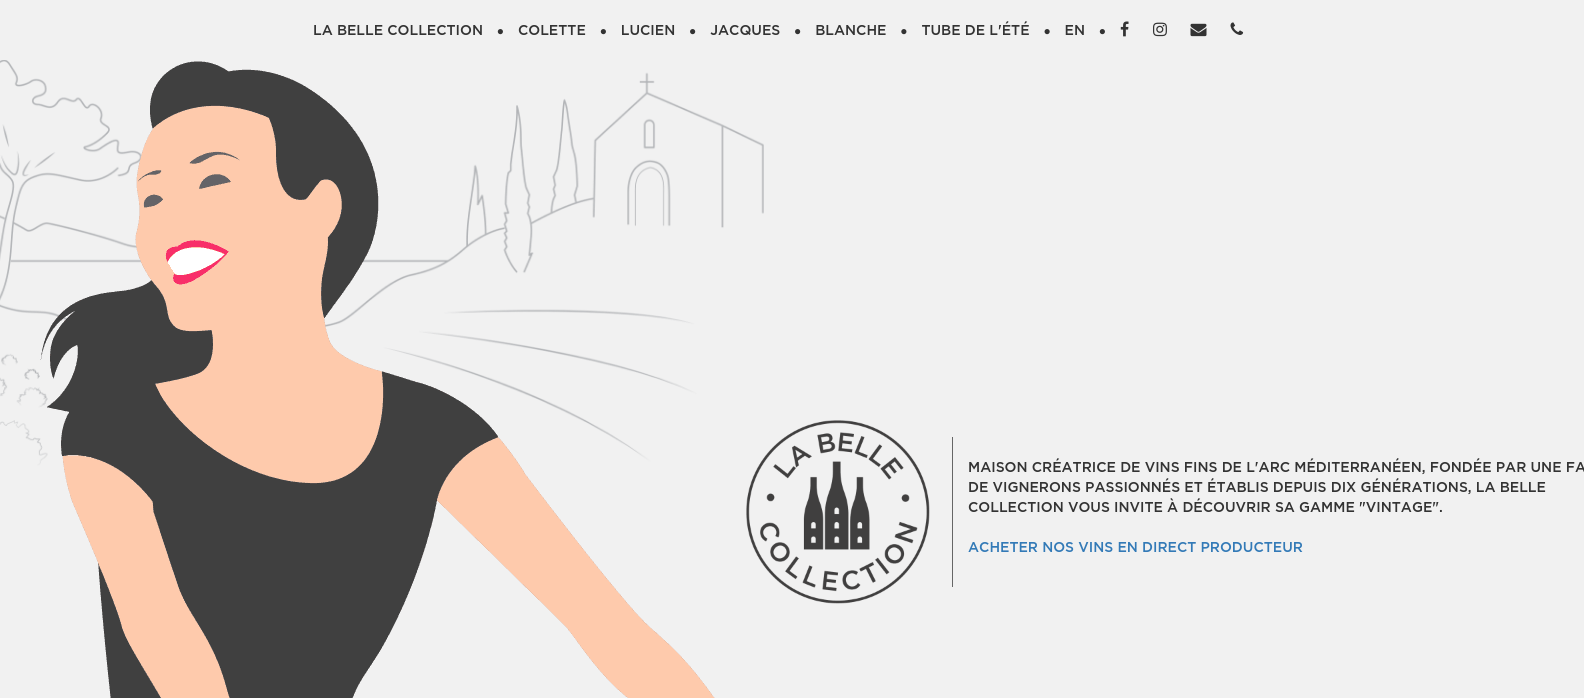 LA BELLE COLLECTION • COLETTE • LUCIEN • JACQUES • BLANCHE • TUBE DE L'ÉTÉ • EN •
LA BELLE
COLLECTION
MAISON CRÉATRICE DE VINS FINS DE L'ARC MÉDITERRANÉEN, FONDÉE PAR UNE FA
DE VIGNERONS PASSIONNÉS ET ÉTABLIS DEPUIS DIX GÉNÉRATIONS, LA BELLE
COLLECTION VOUS INVITE À DÉCOUVRIR SA GAMME "VINTAGE".
ACHETER NOS VINS EN DIRECT PRODUCTEUR